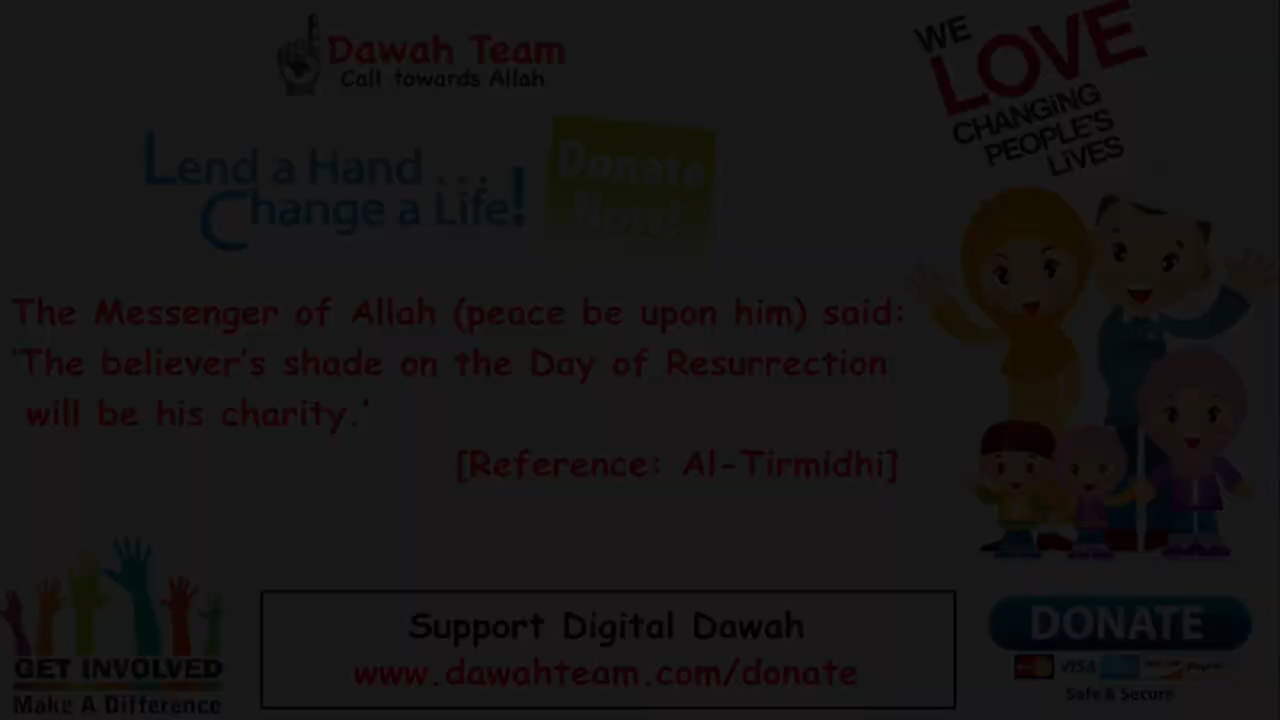 Dawah Team
Call towards Allah
WE
LOVE
CHANGiNG
PEOPLE'S
LiVES
Lend a Hand . . .
Change a Life!
Donate
Now!
The Messenger of Allah (peace be upon him) said:
'The believer's shade on the Day of Resurrection
will be his charity.'
[Reference: Al-Tirmidhi]
GET INVOLVED
Make A Difference
Support Digital Dawah
www.dawahteam.com/donate
DONATE
VISA
PayPal
Safe & Secure